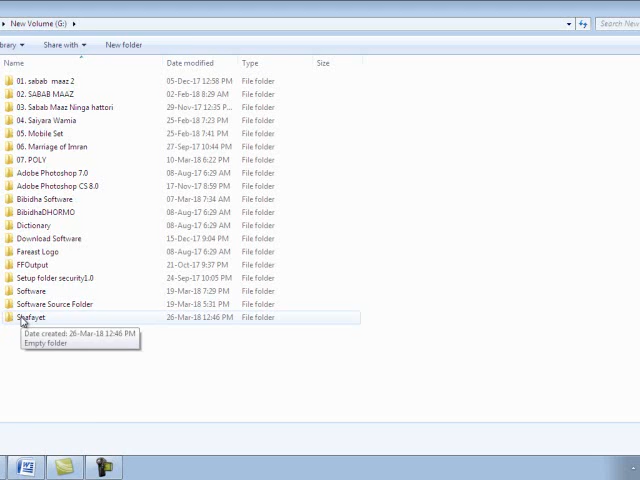 New Volume (G:)
Search New
brary Share with New folder
Name Date modified Type Size
01. sabab maaz 2 05-Dec-17 12:58 PM File folder
02. SABAB MAAZ 02-Feb-18 8:29 AM File folder
03. Sabab Maaz Ninga hattori 29-Nov-17 12:35 P... File folder
04. Saiyara Wamia 25-Feb-18 7:23 PM File folder
05. Mobile Set 25-Feb-18 7:41 PM File folder
06. Marriage of Imran 27-Sep-17 10:44 PM File folder
07. POLY 10-Mar-18 6:22 PM File folder
Adobe Photoshop 7.0 08-Aug-17 6:29 AM File folder
Adobe Photoshop CS 8.0 17-Nov-17 8:59 PM File folder
Bibidha Software 07-Mar-18 7:34 AM File folder
BibidhaDHORMO 08-Aug-17 6:29 AM File folder
Dictionary 08-Aug-17 6:29 AM File folder
Download Software 15-Dec-17 9:04 PM File folder
Fareast Logo 08-Aug-17 6:29 AM File folder
FFOutput 21-Oct-17 9:37 PM File folder
Setup folder security1.0 24-Sep-17 10:05 PM File folder
Software 19-Mar-18 7:29 PM File folder
Software Source Folder 19-Mar-18 5:31 PM File folder
Shafayet 26-Mar-18 12:46 PM File folder
Date created: 26-Mar-18 12:46 PM
Empty folder